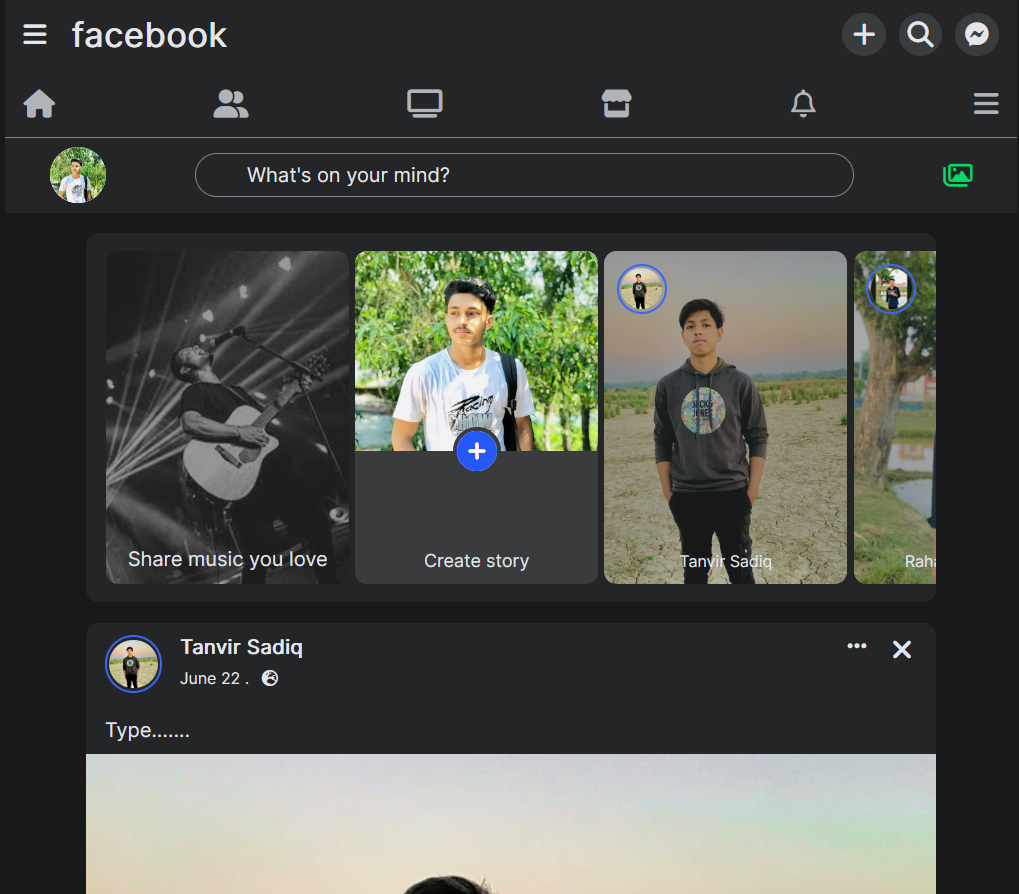 facebook
What's on your mind?
Share music you love
Create story
Tanvir Sadiq
Raha
Tanvir Sadiq
June 22 .
Type.......